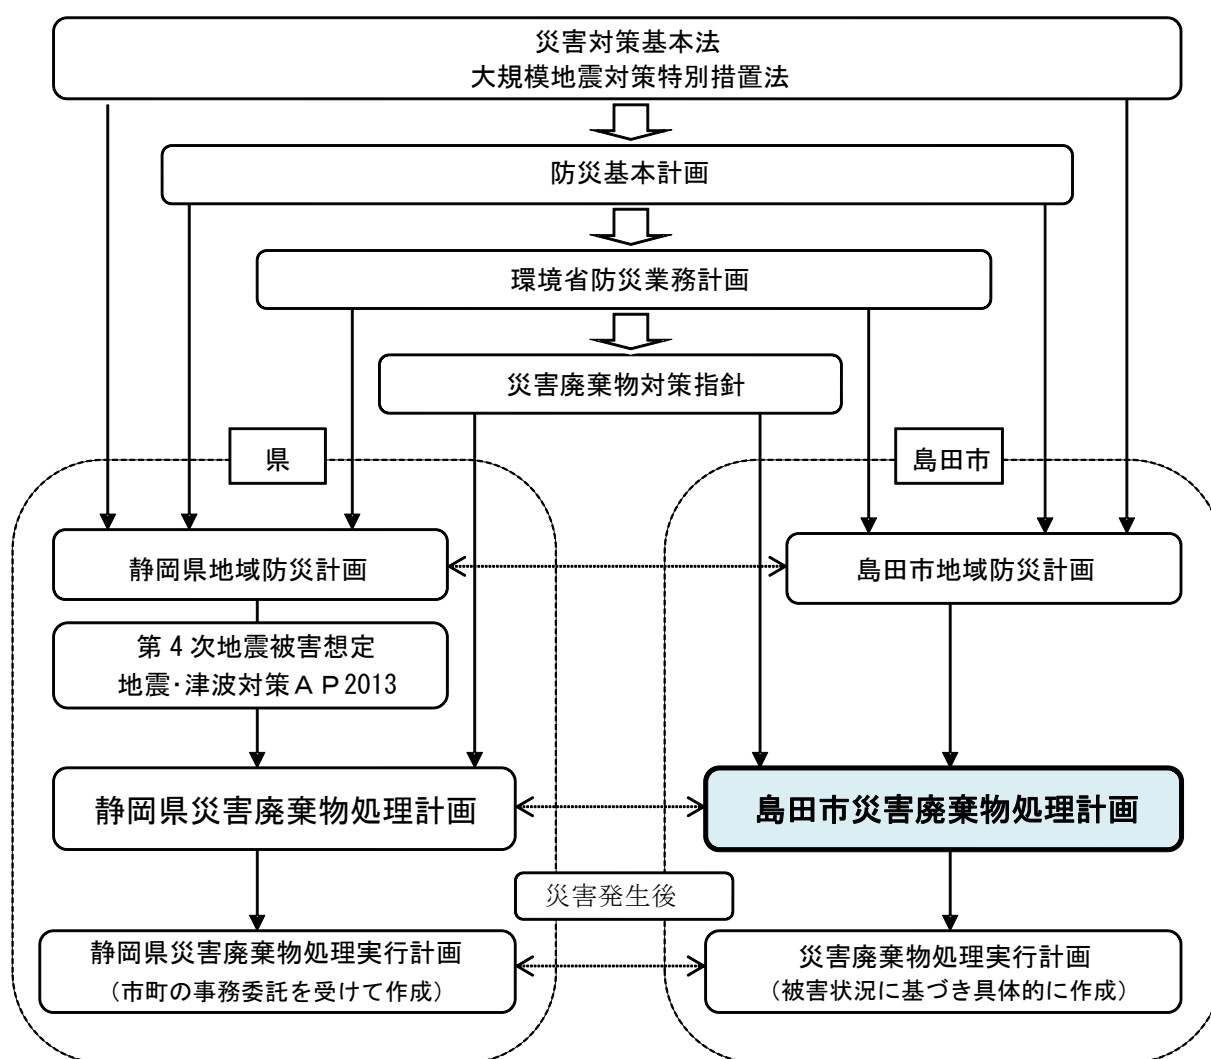 災害対策基本法
大規模地震対策特別措置法
防災基本計画
環境省防災業務計画
災害廃棄物対策指針
県
島田市
静岡県地域防災計画
島田市地域防災計画
第4次地震被害想定
地震・津波対策ＡＰ2013
静岡県災害廃棄物処理計画
島田市災害廃棄物処理計画
災害発生後
静岡県災害廃棄物処理実行計画
（市町の事務委託を受けて作成）
災害廃棄物処理実行計画
（被害状況に基づき具体的に作成）